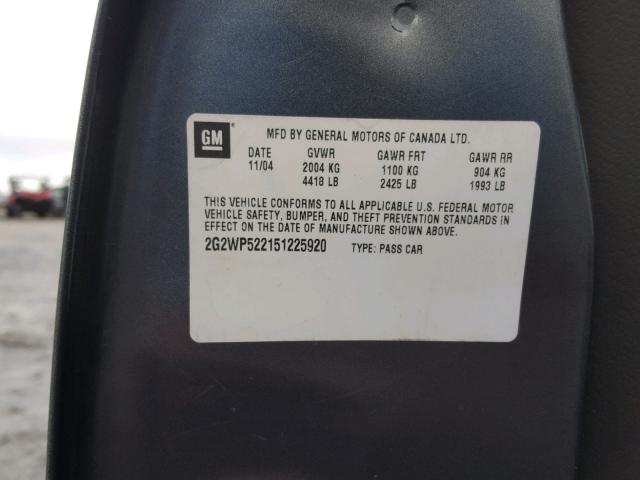 GM ® MFD BY GENERAL MOTORS OF CANADA LTD.
DATE GVWR GAWR FRT GAWR RR
11/04 2004 KG 1100 KG 904 KG
4418 LB 2425 LB 1993 LB
THIS VEHICLE CONFORMS TO ALL APPLICABLE U.S. FEDERAL MOTOR
VEHICLE SAFETY, BUMPER, AND THEFT PREVENTION STANDARDS IN
EFFECT ON THE DATE OF MANUFACTURE SHOWN ABOVE.
2G2WP522151225920 TYPE: PASS CAR